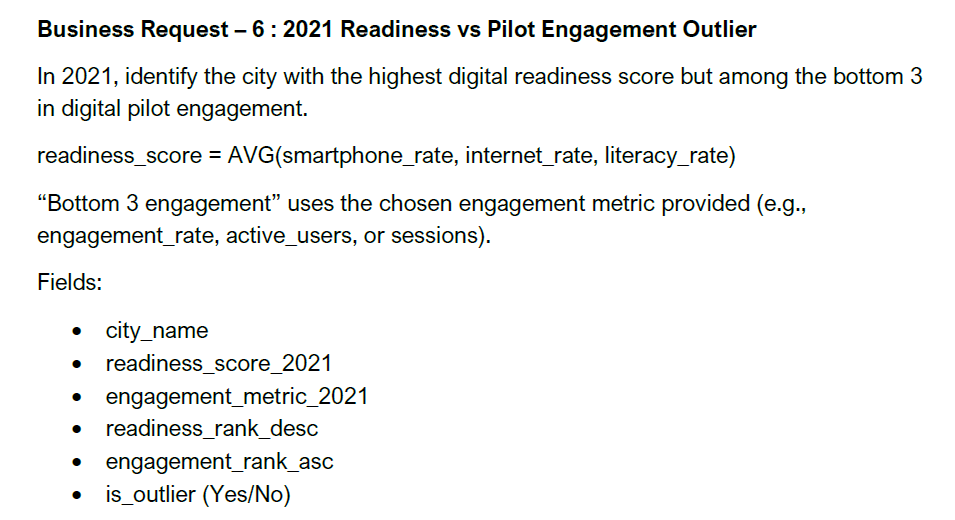 Business Request – 6 : 2021 Readiness vs Pilot Engagement Outlier
In 2021, identify the city with the highest digital readiness score but among the bottom 3
in digital pilot engagement.
readiness_score = AVG(smartphone_rate, internet_rate, literacy_rate)
“Bottom 3 engagement” uses the chosen engagement metric provided (e.g.,
engagement_rate, active_users, or sessions).
Fields:
• city_name
• readiness_score_2021
• engagement_metric_2021
• readiness_rank_desc
• engagement_rank_asc
• is_outlier (Yes/No)